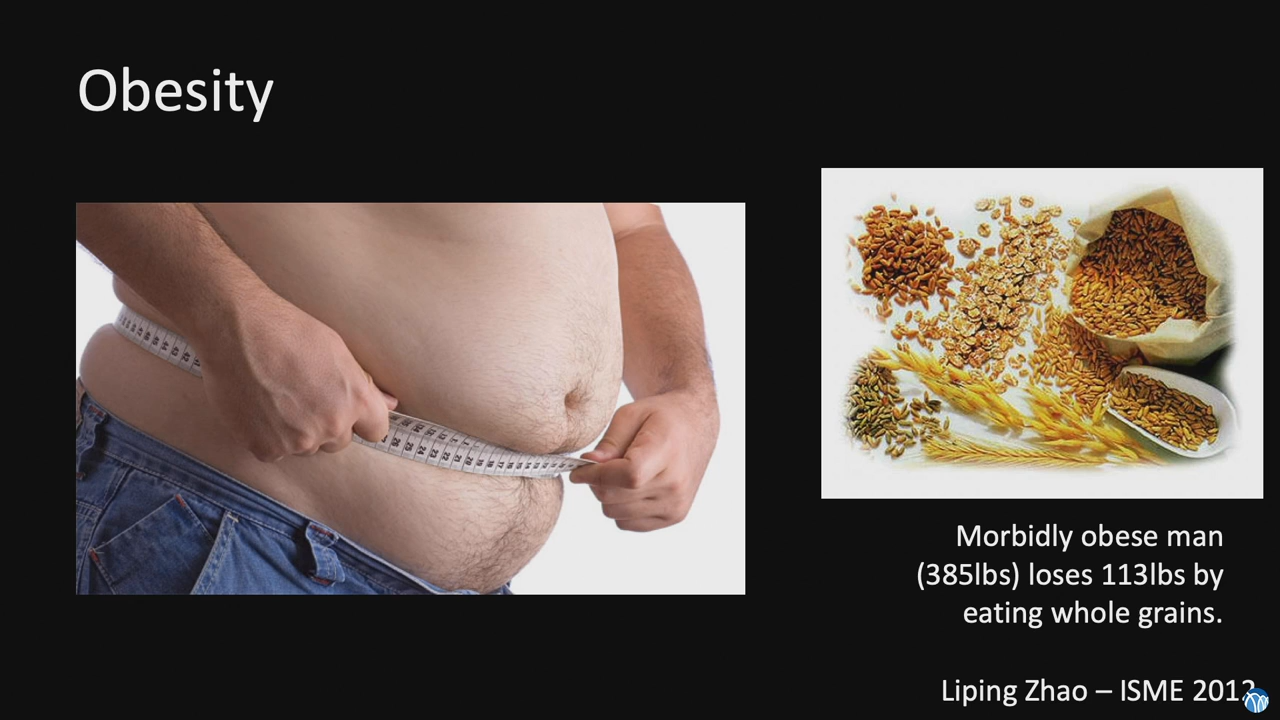 Obesity
Morbidly obese man
(385lbs) loses 113lbs by
eating whole grains.
Liping Zhao – ISME 2012